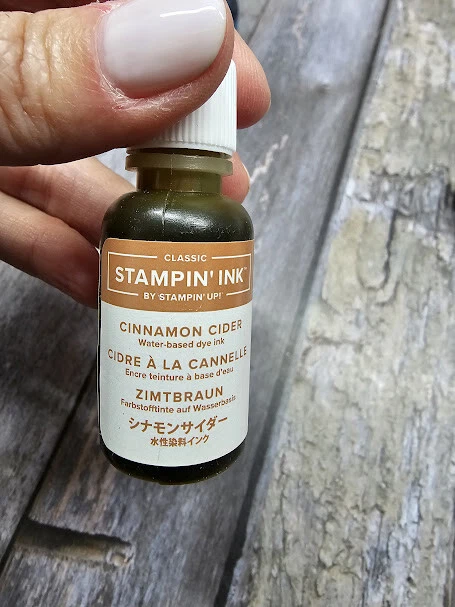 CLASSIC
STAMPIN' INK™
BY STAMPIN' UP!
CINNAMON CIDER
Water-based dye ink
CIDRE À LA CANNELLE
Encre teinture à base d'eau
ZIMTBRAUN
Farbstofftinte auf Wasserbasis
シナモンサイダー
水性染料インク